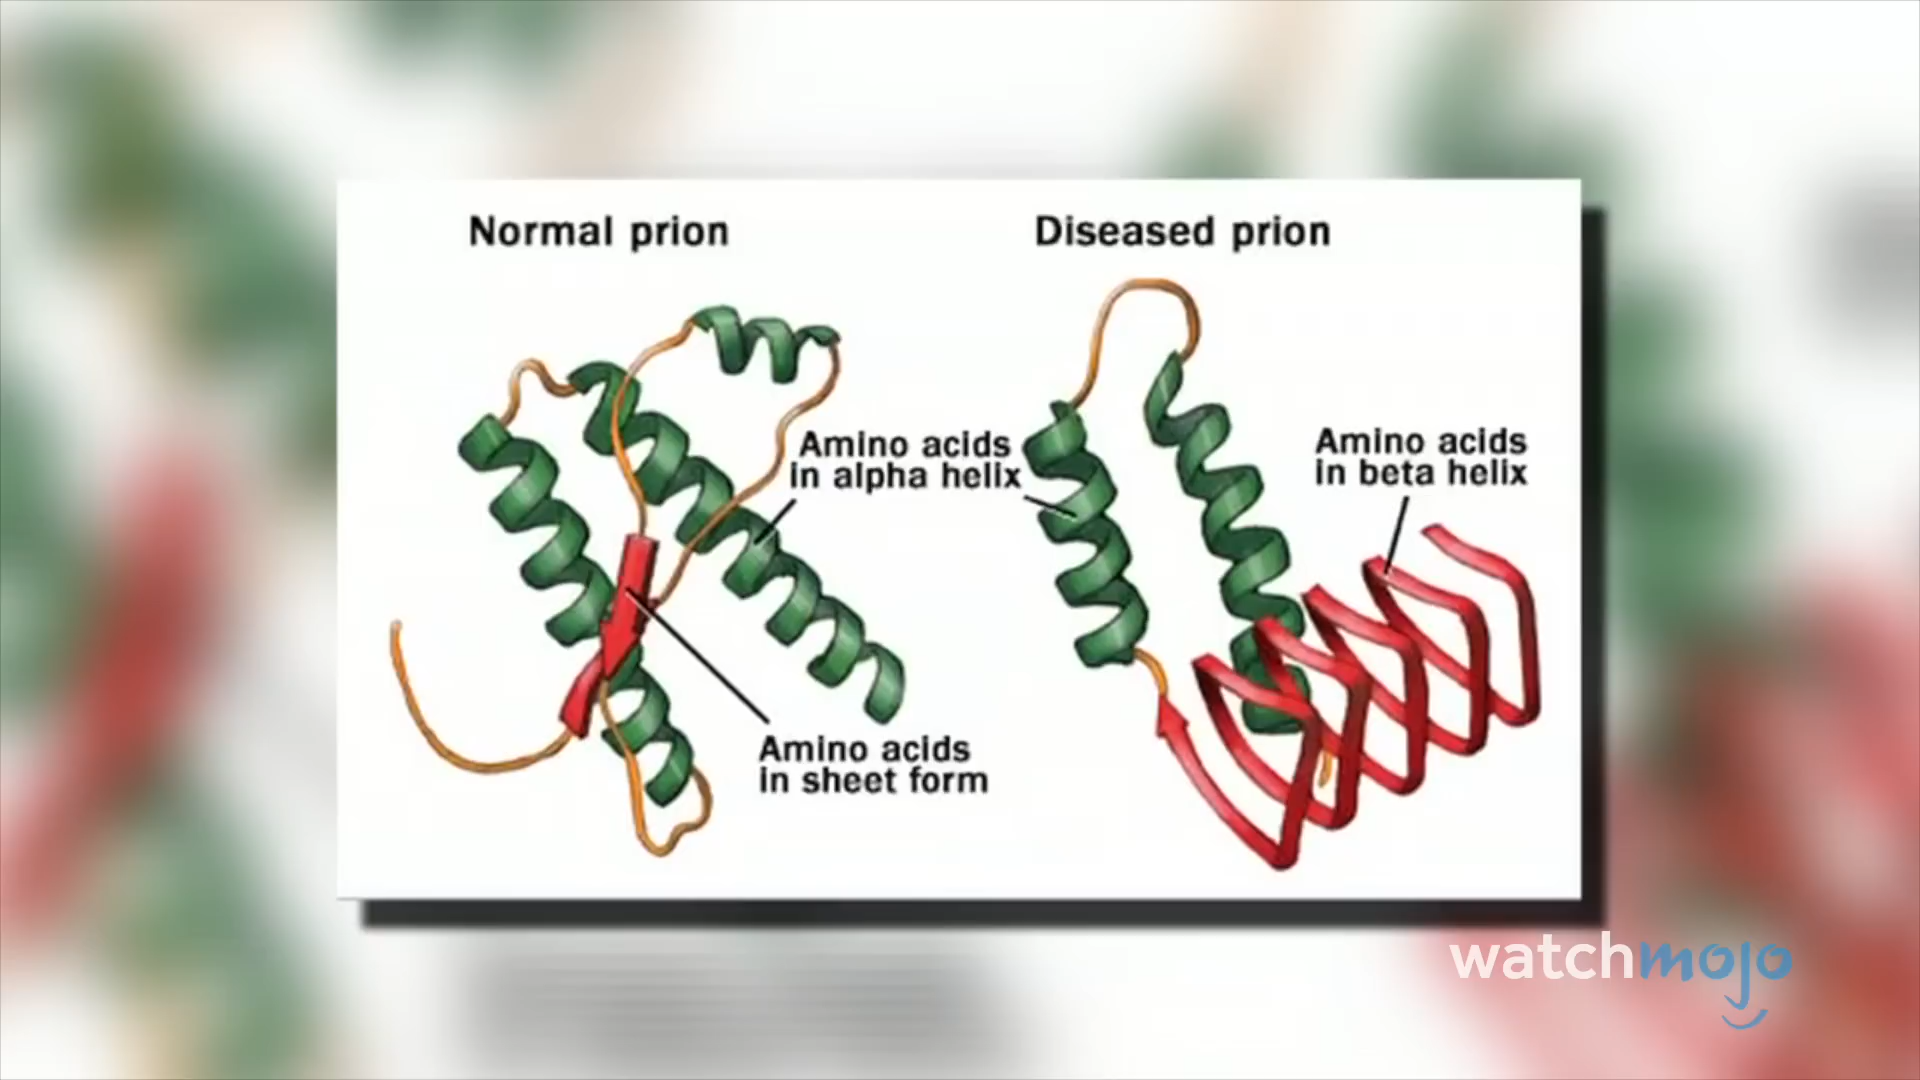 Normal prion
Diseased prion
Amino acids
in alpha helix
Amino acids
in beta helix
Amino acids
in sheet form
watchmojo